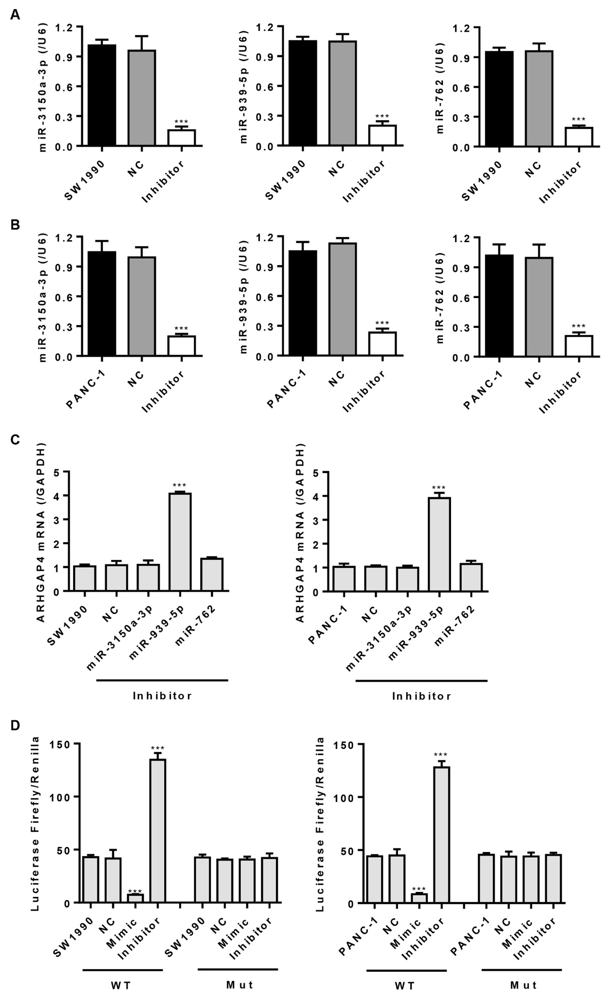 A
miR-3150a-3p (/U6)
1.2
0.9
0.6
0.3
0.0
***
SW1990
NC
Inhibitor
miR-939-5p (/U6)
1.2
0.9
0.6
0.3
0.0
***
SW1990
NC
Inhibitor
miR-762 (/U6)
1.2
0.9
0.6
0.3
0.0
***
SW1990
NC
Inhibitor
B
miR-3150a-3p (/U6)
1.2
0.9
0.6
0.3
0.0
***
PANC-1
NC
Inhibitor
miR-939-5p (/U6)
1.2
0.9
0.6
0.3
0.0
***
PANC-1
NC
Inhibitor
miR-762 (/U6)
1.2
0.9
0.6
0.3
0.0
***
PANC-1
NC
Inhibitor
C
ARHGAP4 mRNA (/GAPDH)
5
4
3
2
1
0
***
SW1990
NC
miR-3150a-3p
miR-939-5p
miR-762
Inhibitor
ARHGAP4 mRNA (/GAPDH)
5
4
3
2
1
0
***
PANC-1
NC
miR-3150a-3p
miR-939-5p
miR-762
Inhibitor
D
Luciferase Firefly/Renilla
150
100
50
0
***
***
SW1990
NC
Mimic
Inhibitor
SW1990
NC
Mimic
Inhibitor
WT
Mut
Luciferase Firefly/Renilla
150
100
50
0
***
***
PANC-1
NC
Mimic
Inhibitor
PANC-1
NC
Mimic
Inhibitor
WT
Mut